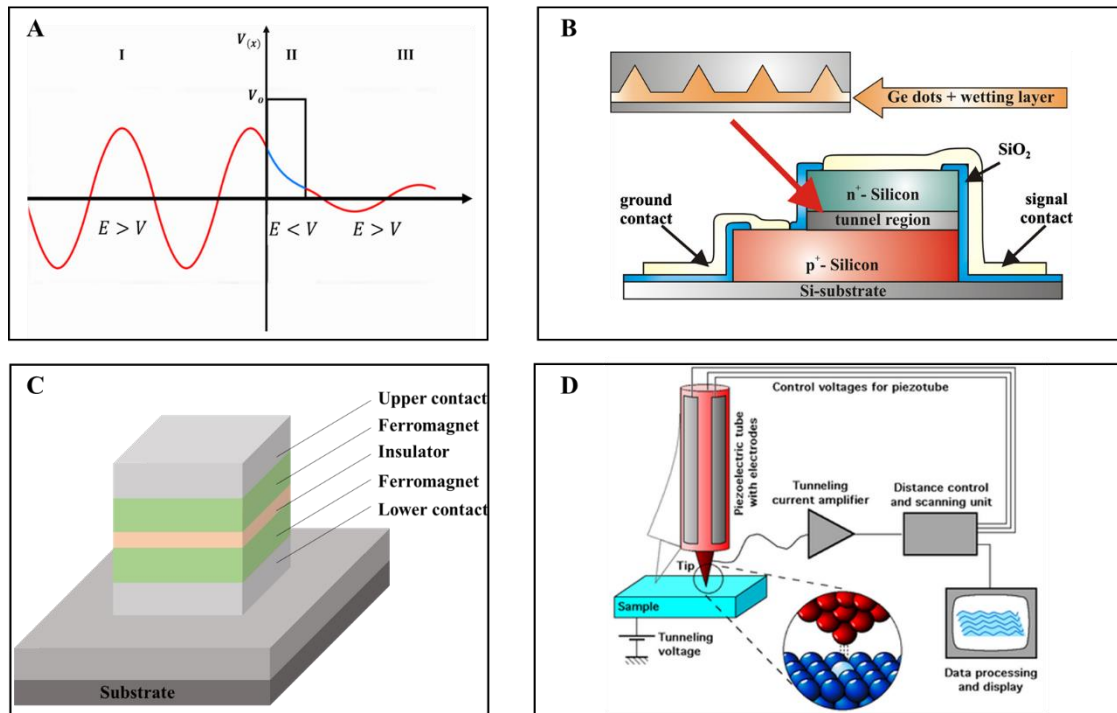 A
V(x)
I
II
III
Vo
E > V
E < V
E > V
B
Ge dots + wetting layer
SiO2
n+- Silicon
ground
contact
tunnel region
signal
contact
p+- Silicon
Si-substrate
C
Upper contact
Ferromagnet
Insulator
Ferromagnet
Lower contact
Substrate
D
Control voltages for piezotube
Piezoelectric tube
with electrodes
Tunneling
current amplifier
Distance control
and scanning unit
Tip
Sample
Tunneling
voltage
Data processing
and display